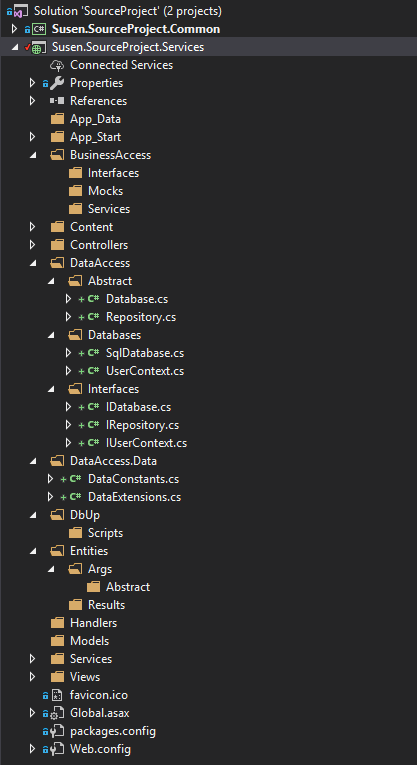 Solution 'SourceProject' (2 projects)
C# Susen.SourceProject.Common
Susen.SourceProject.Services
Connected Services
Properties
References
App_Data
App_Start
BusinessAccess
Interfaces
Mocks
Services
Content
Controllers
DataAccess
Abstract
+ C# Database.cs
+ C# Repository.cs
Databases
+ C# SqlDatabase.cs
+ C# UserContext.cs
Interfaces
+ C# IDatabase.cs
+ C# IRepository.cs
+ C# IUserContext.cs
DataAccess.Data
+ C# DataConstants.cs
+ C# DataExtensions.cs
DbUp
Scripts
Entities
Args
Abstract
Results
Handlers
Models
Services
Views
favicon.ico
Global.asax
packages.config
Web.config